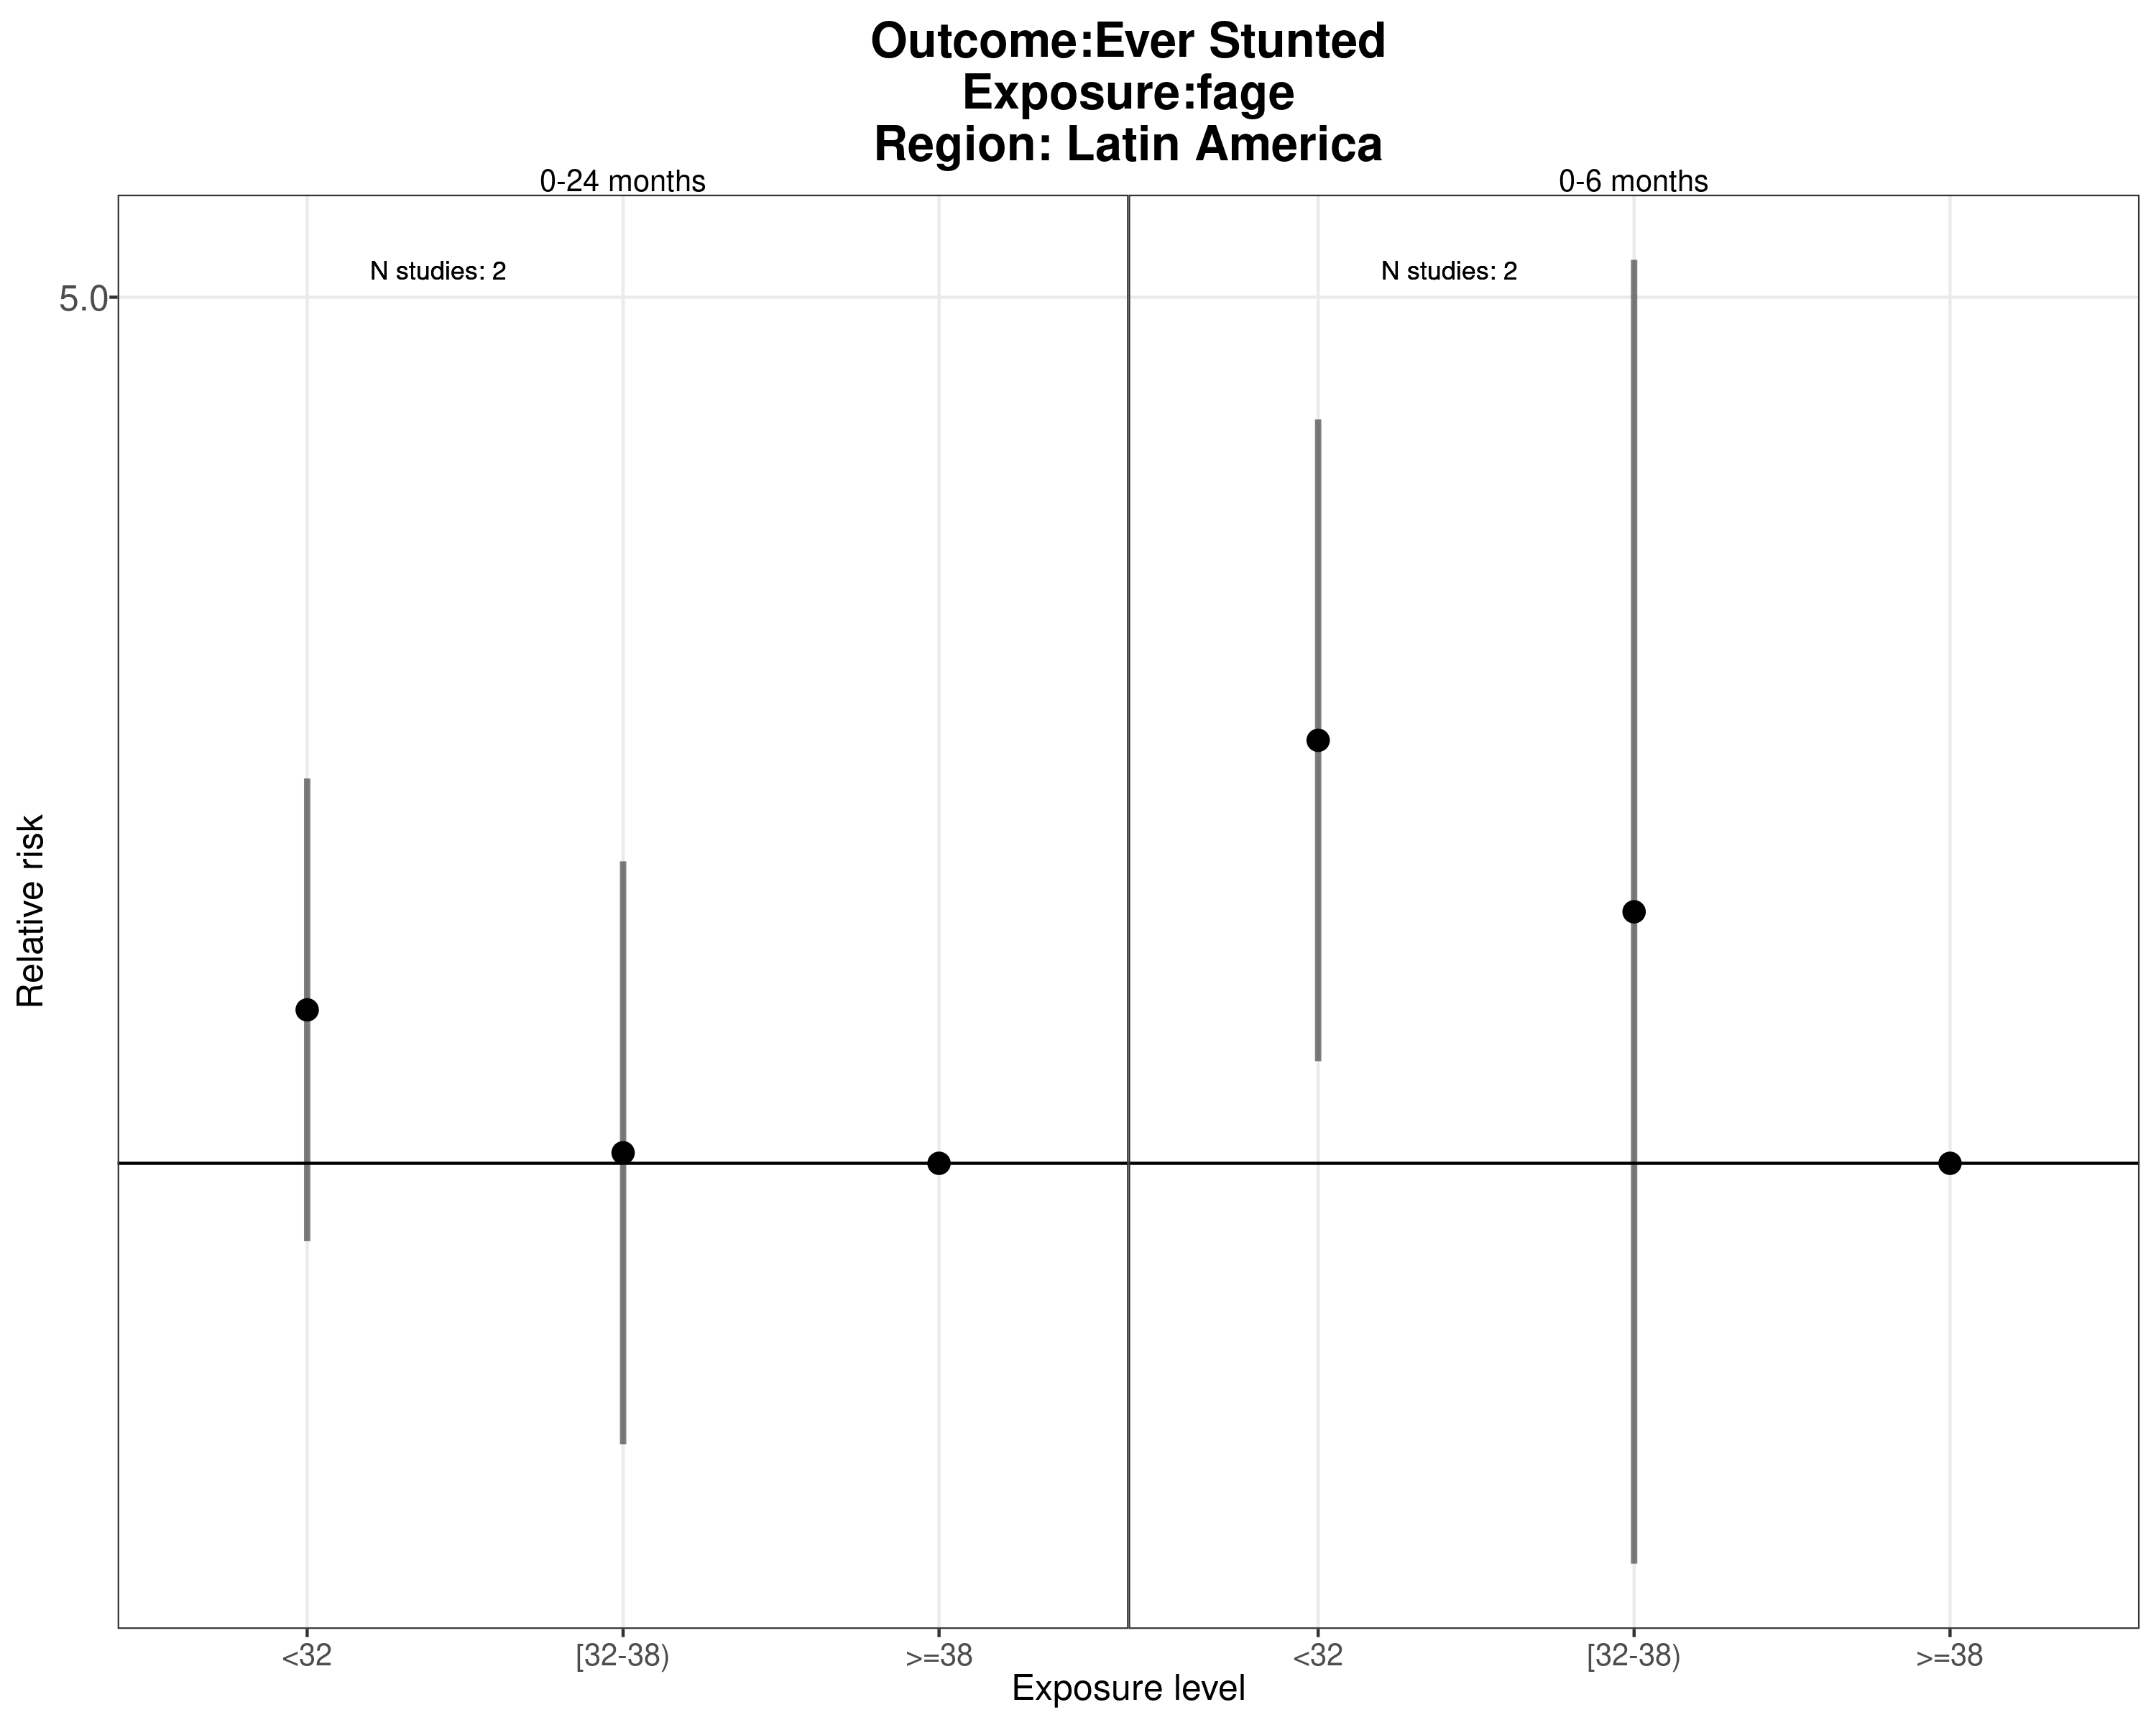 Outcome:Ever Stunted
Exposure:fage
Region: Latin America
0-24 months
0-6 months
N studies: 2
N studies: 2
5.0
Relative risk
<32
[32-38)
>=38
<32
[32-38)
>=38
Exposure level